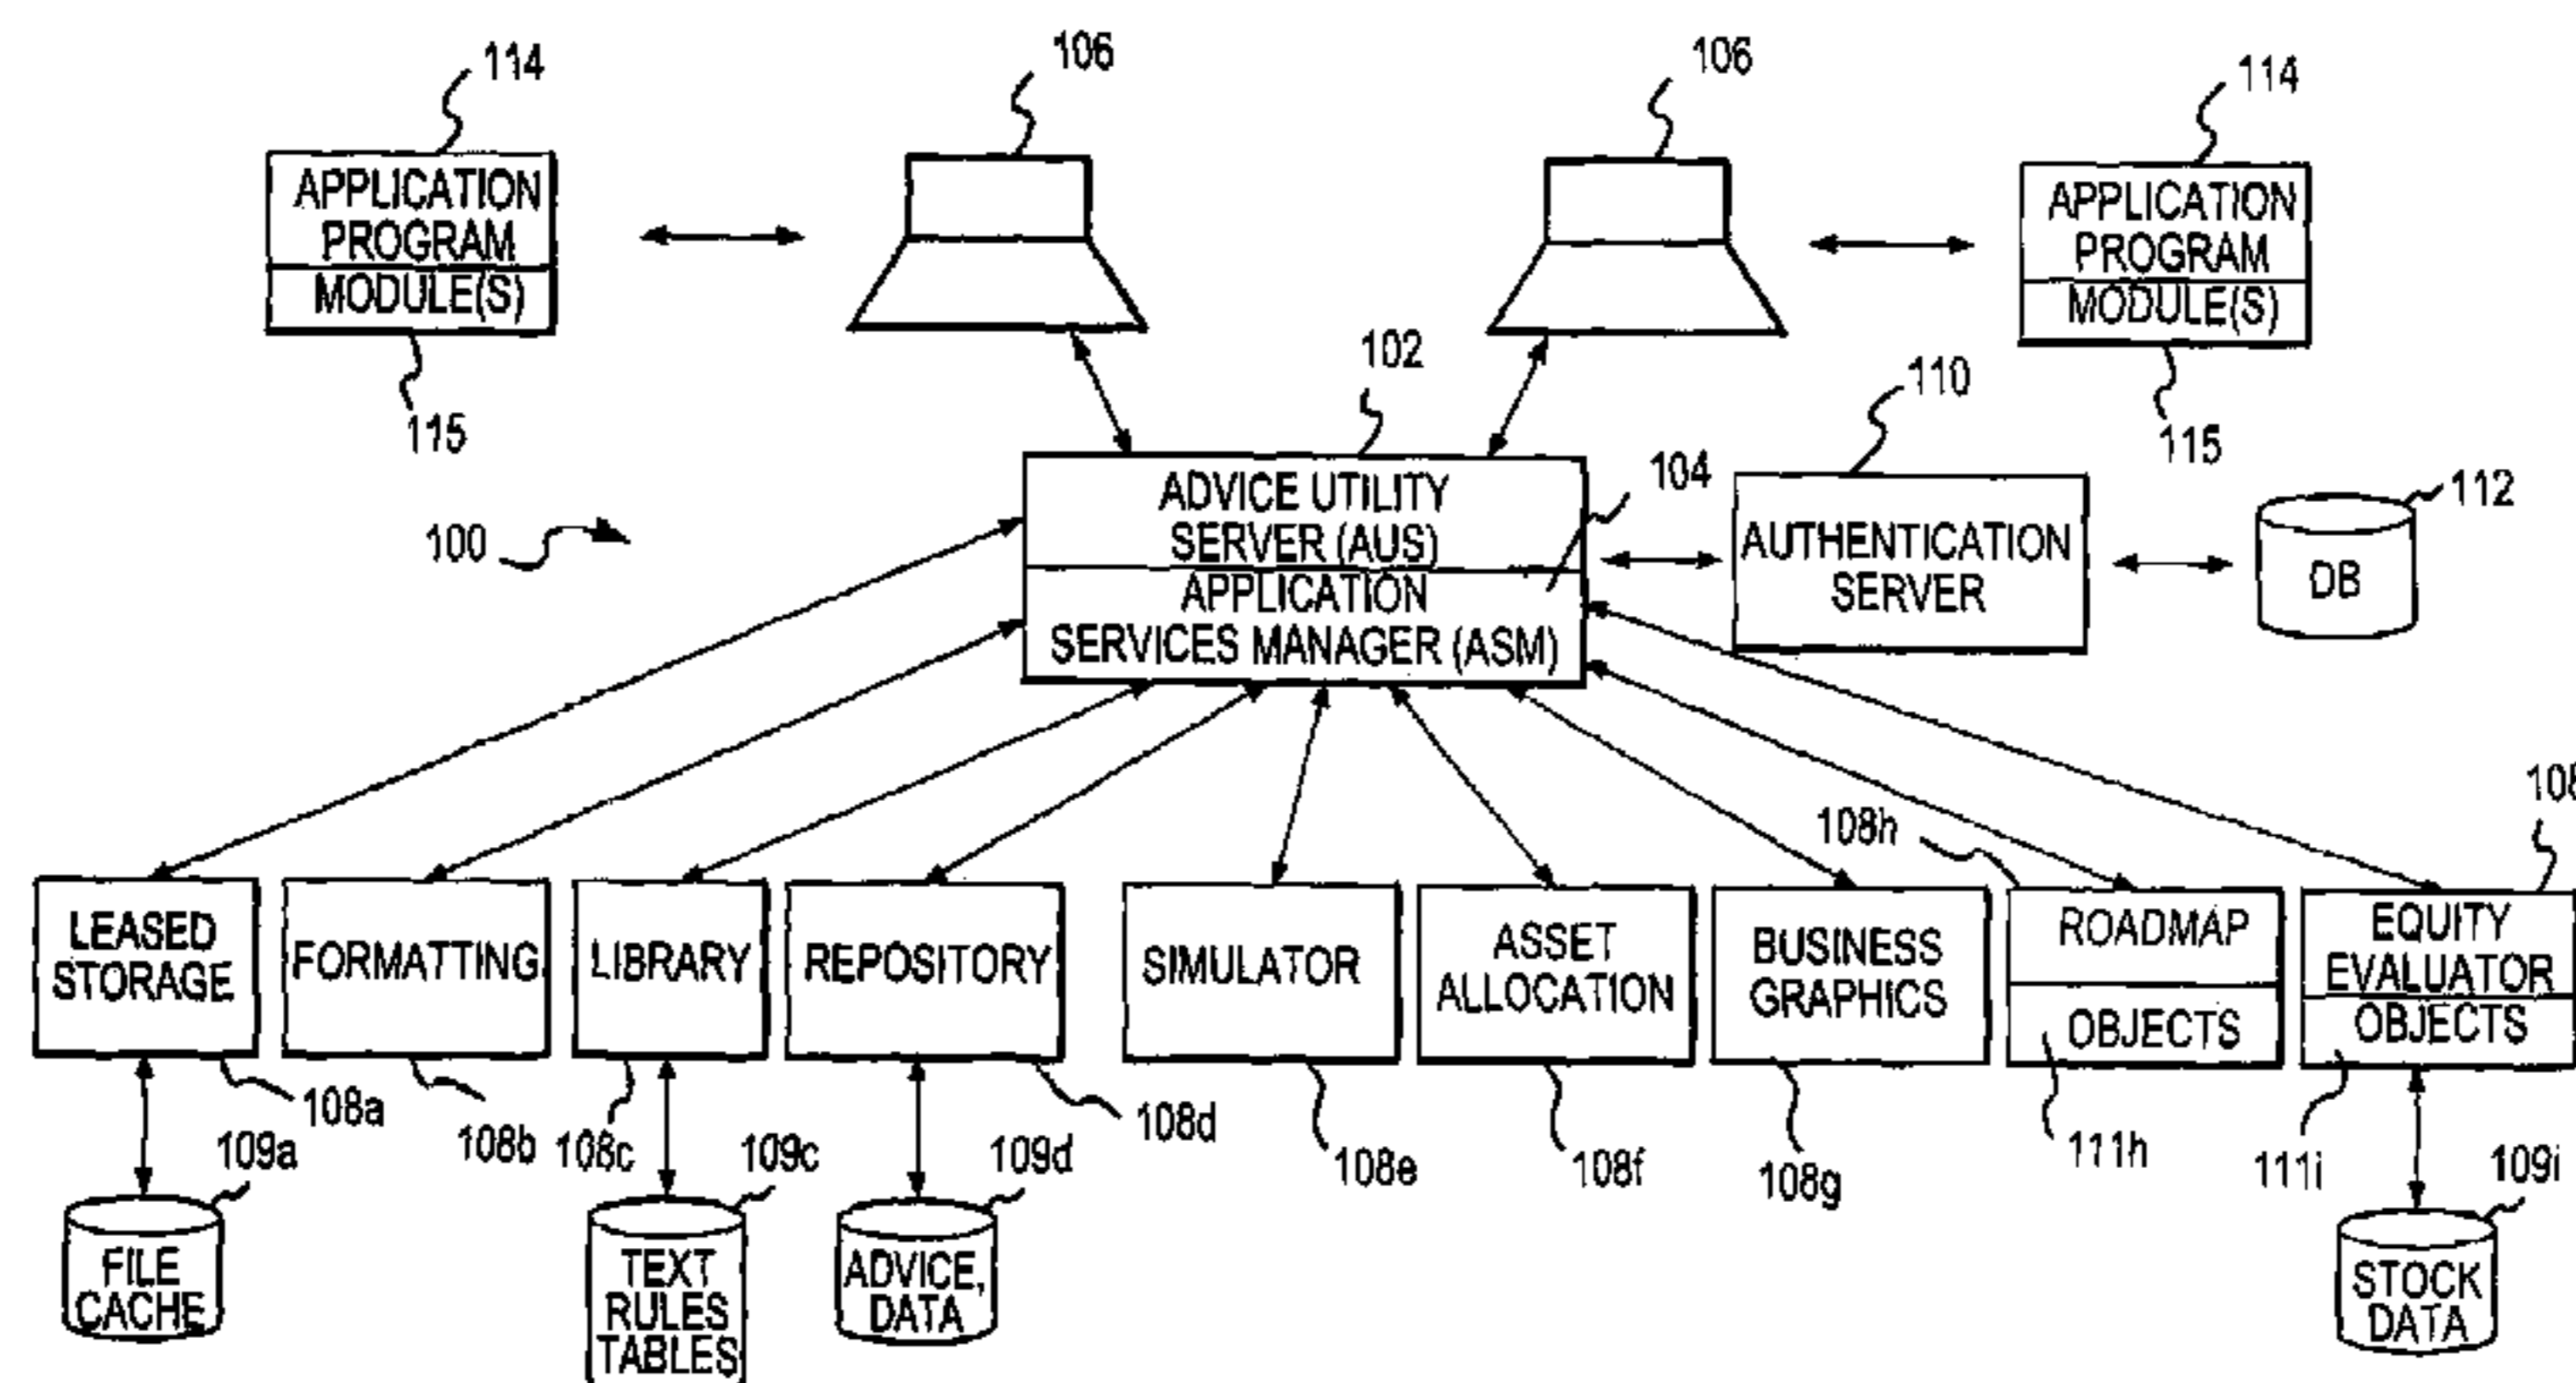 114
106
106
114
APPLICATION
PROGRAM
MODULE(S)
APPLICATION
PROGRAM
MODULE(S)
115
102
110
115
100
ADVICE UTILITY
SERVER (AUS)
APPLICATION
SERVICES MANAGER (ASM)
104
AUTHENTICATION
SERVER
112
DB
108h
108
LEASED
STORAGE
FORMATTING
LIBRARY
REPOSITORY
SIMULATOR
ASSET
ALLOCATION
BUSINESS
GRAPHICS
ROADMAP
OBJECTS
EQUITY
EVALUATOR
OBJECTS
108a
108b
108c
108d
108e
108f
108g
111h
111i
109a
109c
109d
109i
FILE
CACHE
TEXT
RULES
TABLES
ADVICE,
DATA
STOCK
DATA